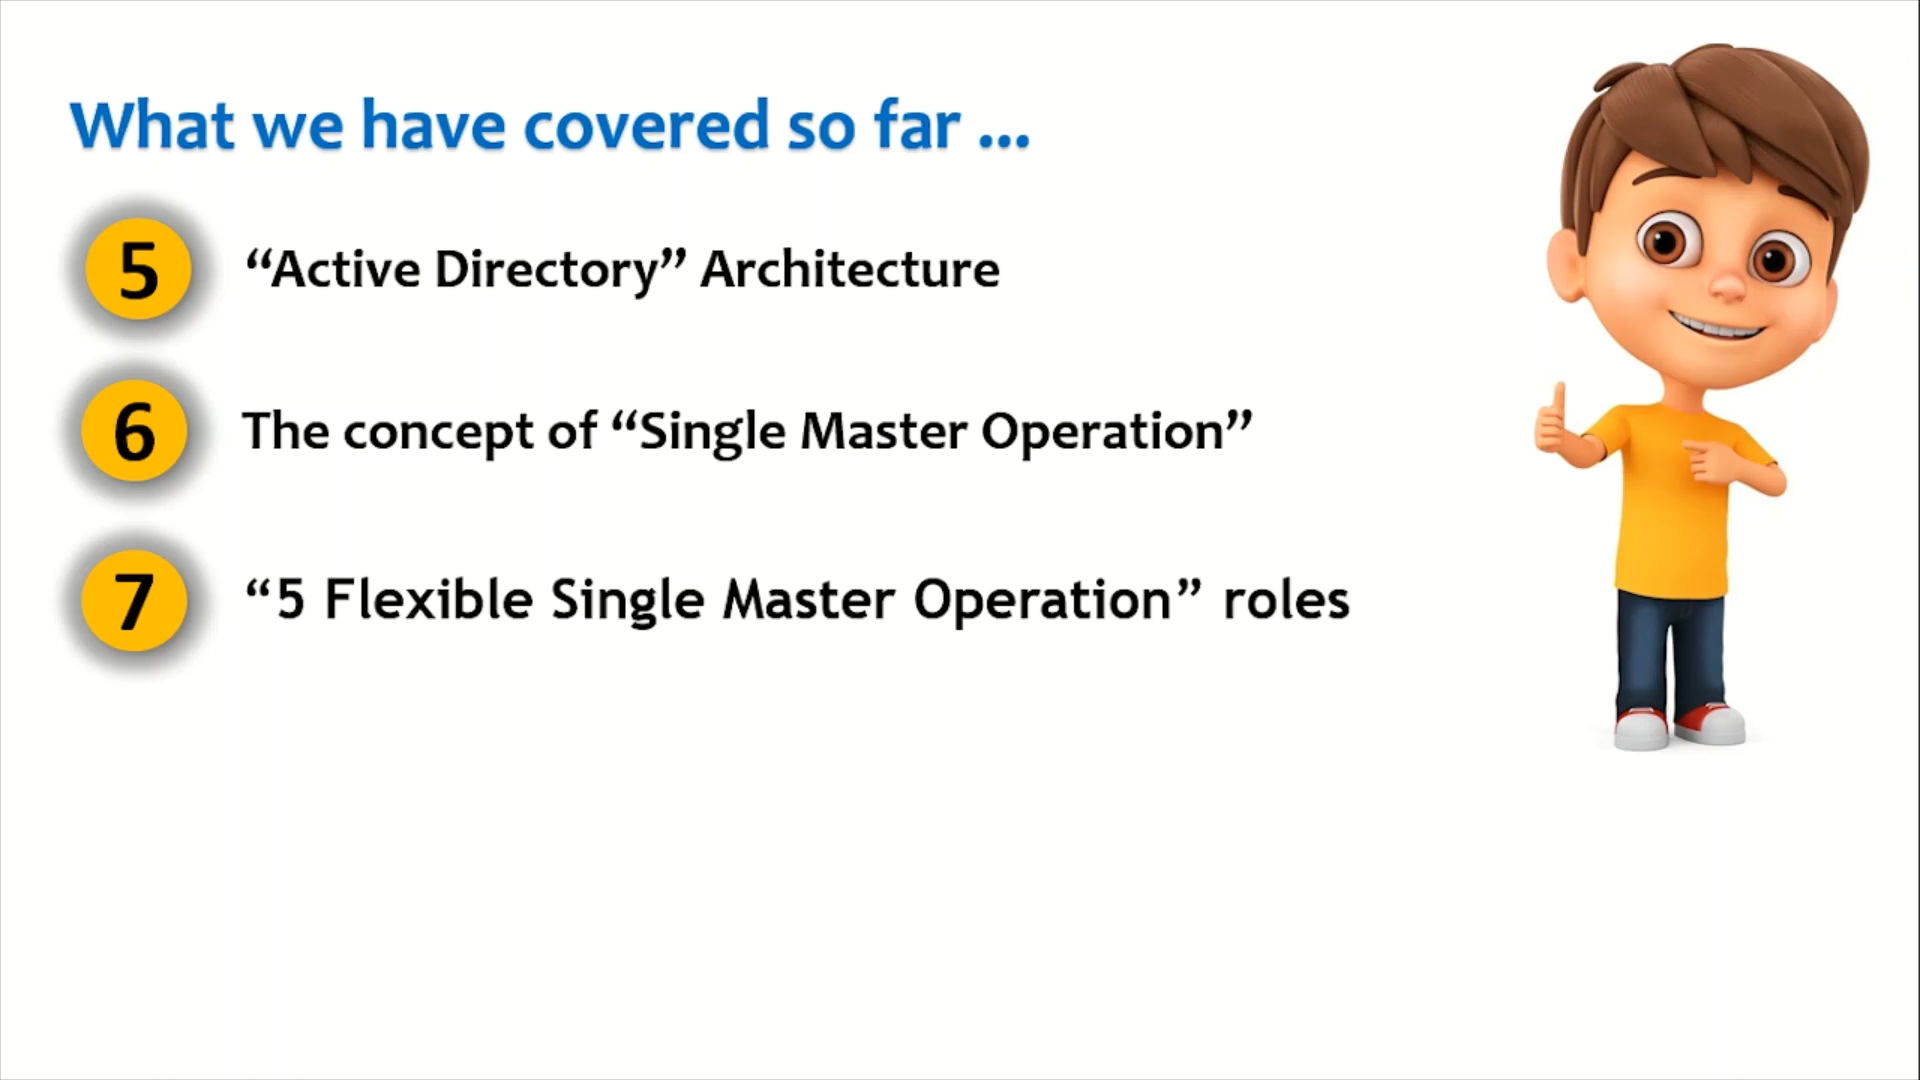 What we have covered so far ...
5 “Active Directory” Architecture
6 The concept of “Single Master Operation”
7 “5 Flexible Single Master Operation” roles